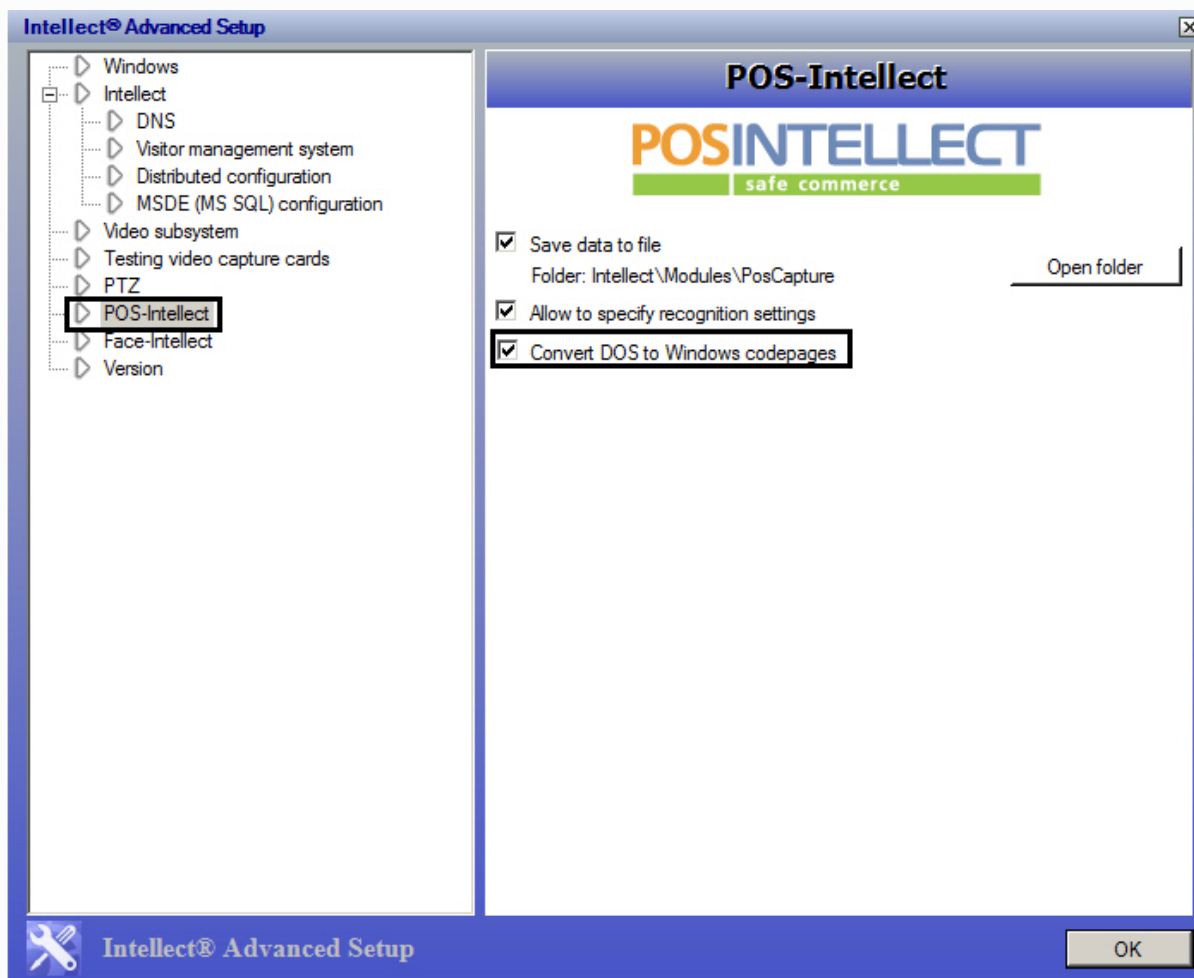 Intellect® Advanced Setup
Windows
Intellect
DNS
Visitor management system
Distributed configuration
MSDE (MS SQL) configuration
Video subsystem
Testing video capture cards
PTZ
POS-Intellect
Face-Intellect
Version
POS-Intellect
POSINTELLECT
safe commerce
Save data to file
Folder: Intellect\Modules\PosCapture
Open folder
Allow to specify recognition settings
Convert DOS to Windows codepages
Intellect® Advanced Setup
OK